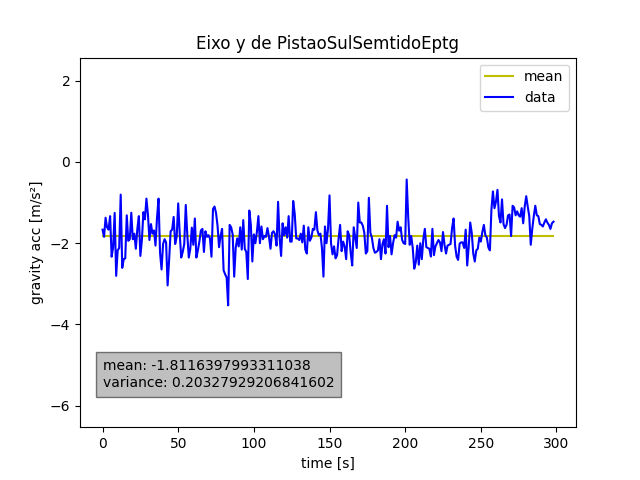 Eixo y de PistaoSulSemtidoEptg
mean
data
2
0
−2
−4
−6
gravity acc [m/s²]
mean: -1.8116397993311038
variance: 0.20327929206841602
0 50 100 150 200 250 300
time [s]